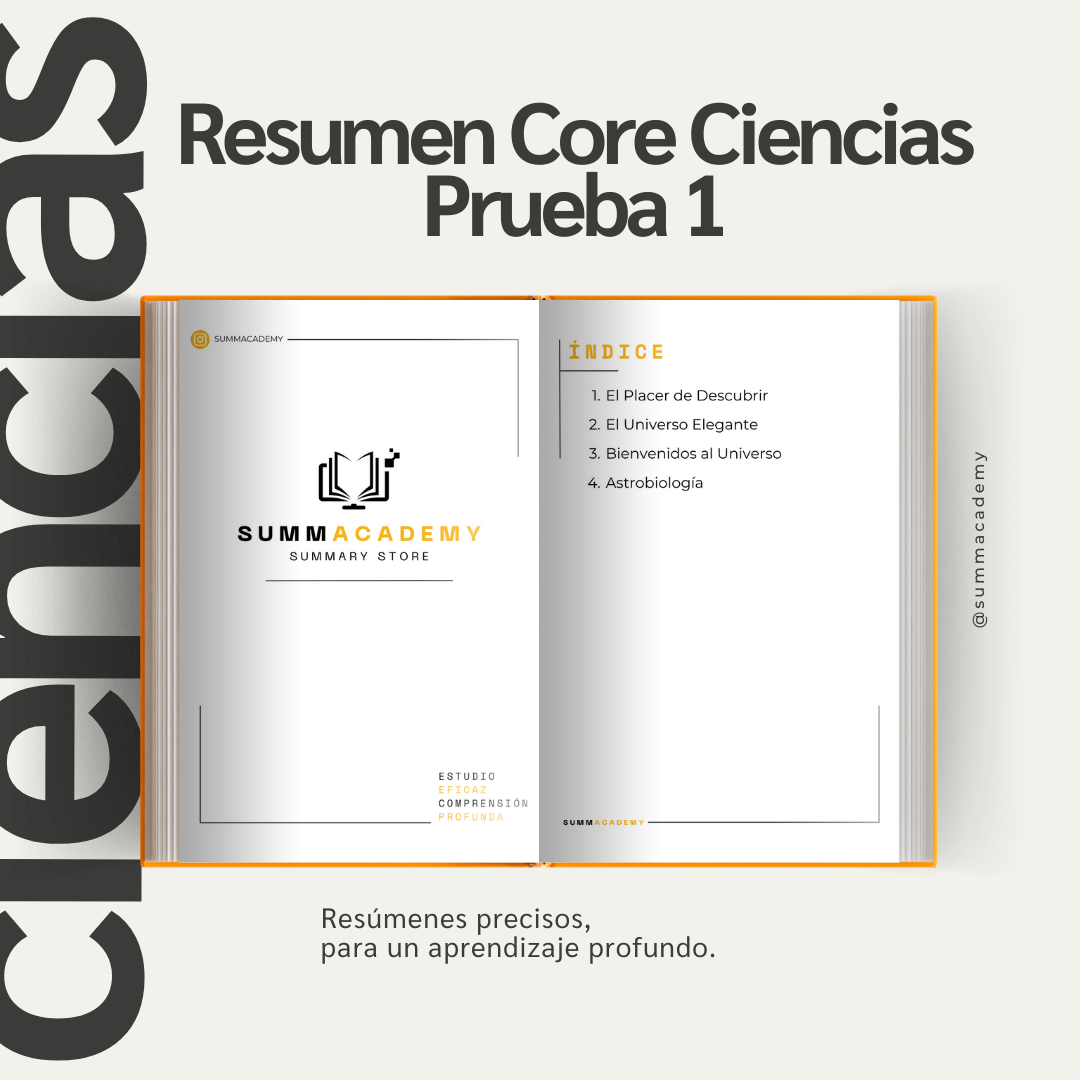 ciencias
Resumen Core Ciencias
Prueba 1
SUMMACADEMY
SUMMACADEMY
SUMMARY STORE
ESTUDIO
EFICAZ
COMPRENSIÓN
PROFUNDA
ÍNDICE
1. El Placer de Descubrir
2. El Universo Elegante
3. Bienvenidos al Universo
4. Astrobiología
SUMMACADEMY
@summacademy
Resúmenes precisos,
para un aprendizaje profundo.